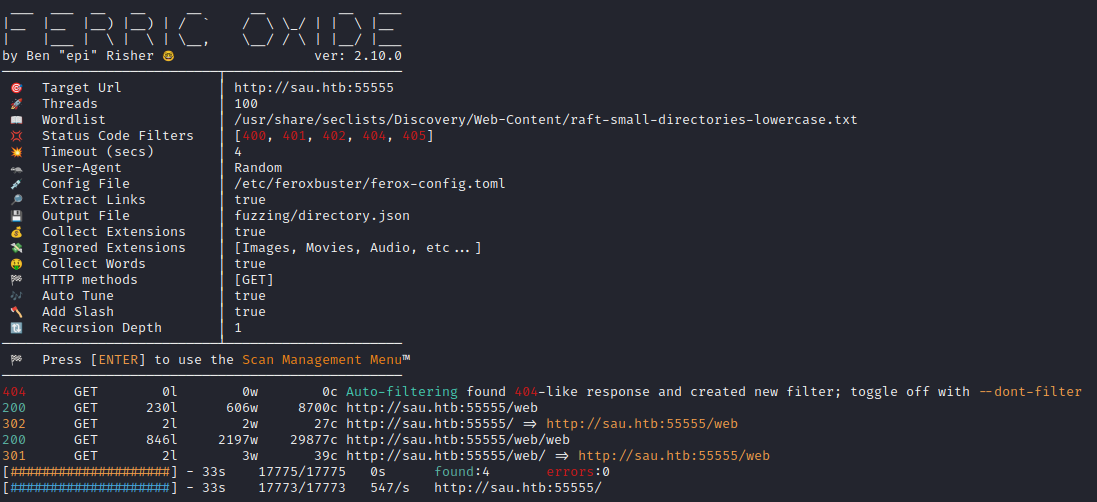 FERRIC OXIDE
by Ben "epi" Risher 🤓 ver: 2.10.0
🎯 Target Url │ http://sau.htb:55555
🚀 Threads │ 100
📖 Wordlist │ /usr/share/seclists/Discovery/Web-Content/raft-small-directories-lowercase.txt
💢 Status Code Filters │ [400, 401, 402, 404, 405]
💥 Timeout (secs) │ 4
🦡 User-Agent │ Random
💉 Config File │ /etc/feroxbuster/ferox-config.toml
🔎 Extract Links │ true
💾 Output File │ fuzzing/directory.json
💰 Collect Extensions │ true
💸 Ignored Extensions │ [Images, Movies, Audio, etc...]
🤑 Collect Words │ true
🏁 HTTP methods │ [GET]
🎶 Auto Tune │ true
🪓 Add Slash │ true
🔃 Recursion Depth │ 1
🏁 Press [ENTER] to use the Scan Management Menu™
404 GET 0l 0w 0c Auto-filtering found 404-like response and created new filter; toggle off with --dont-filter
200 GET 230l 606w 8700c http://sau.htb:55555/web
302 GET 2l 2w 27c http://sau.htb:55555/ => http://sau.htb:55555/web
200 GET 846l 2197w 29877c http://sau.htb:55555/web/web
301 GET 2l 3w 39c http://sau.htb:55555/web/ => http://sau.htb:55555/web
[####################] - 33s 17775/17775 0s found:4 errors:0
[####################] - 33s 17773/17773 547/s http://sau.htb:55555/